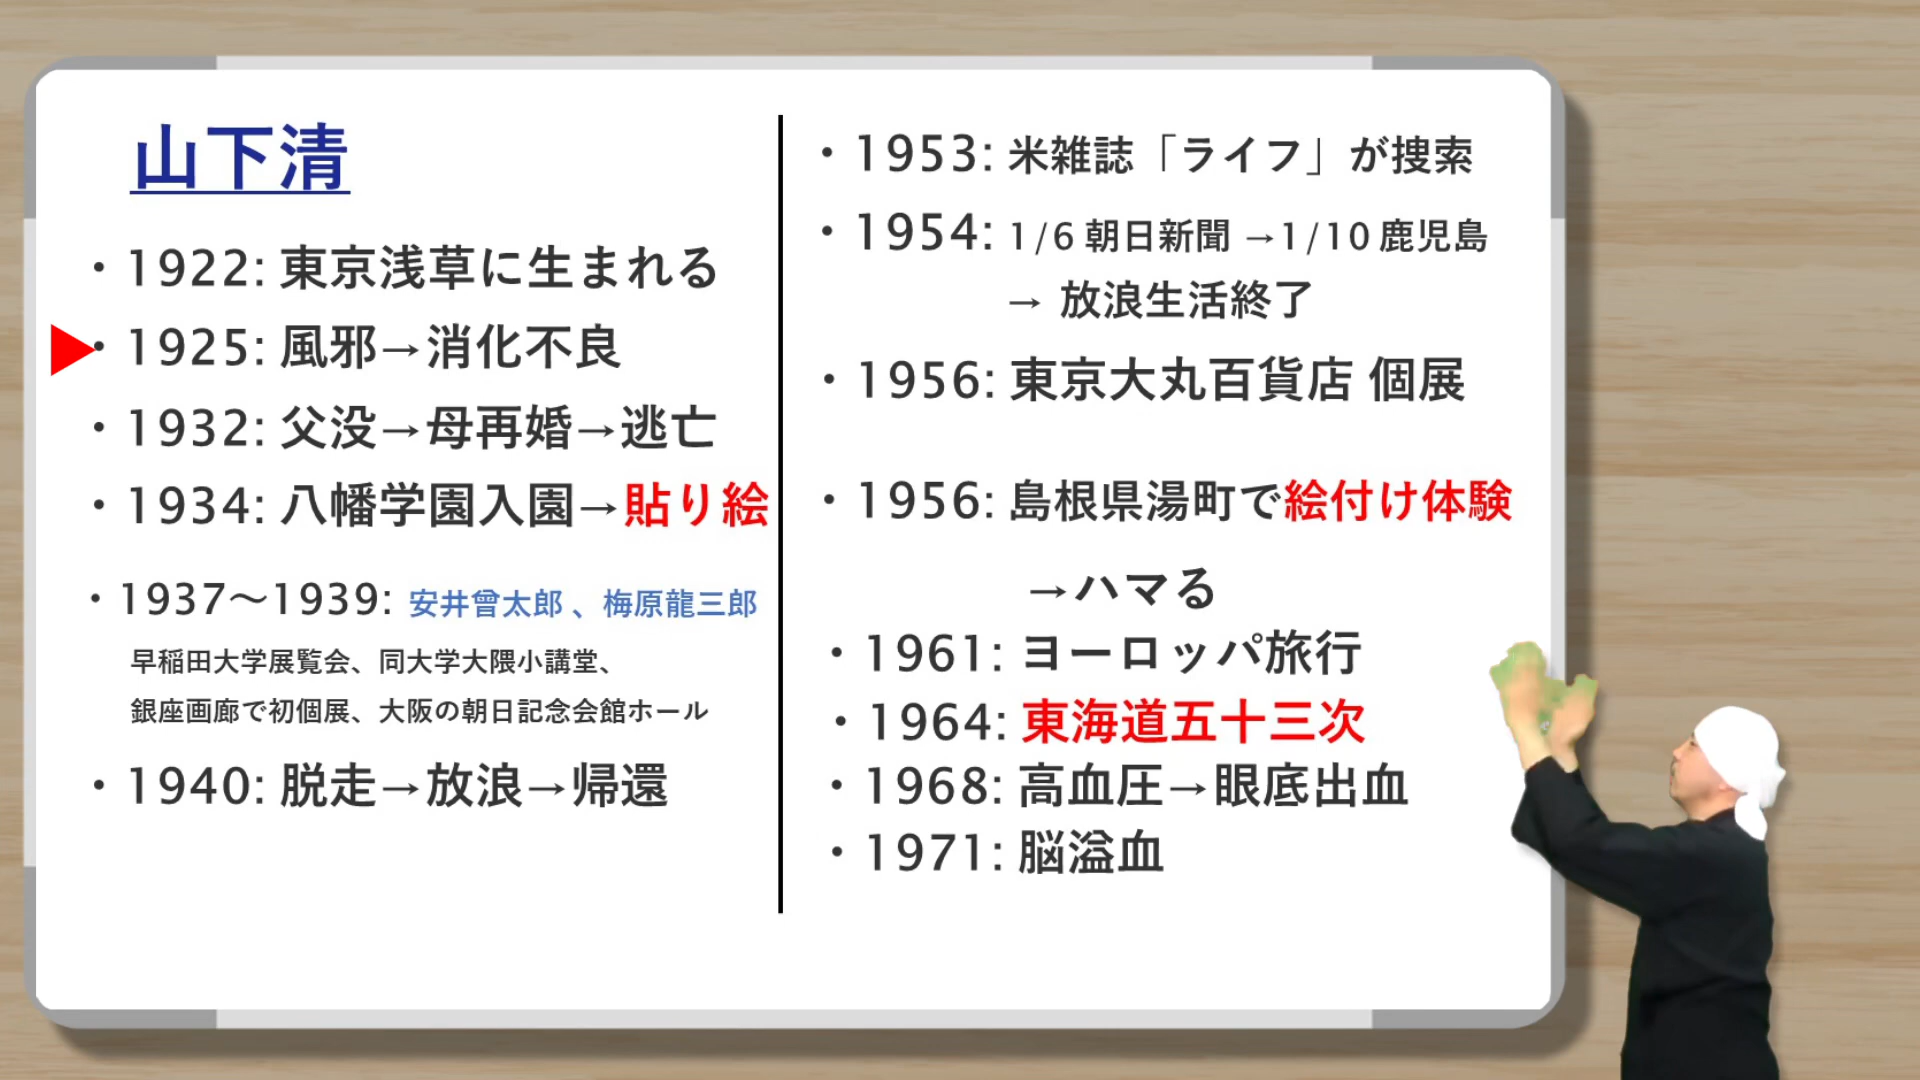 山下清
・1922: 東京浅草に生まれる
・1925: 風邪→消化不良
・1932: 父没→母再婚→逃亡
・1934: 八幡学園入園→貼り絵
・1937〜1939: 安井曾太郎、梅原龍三郎
早稲田大学展覧会、同大学大隈小講堂、
銀座画廊で初個展、大阪の朝日記念会館ホール
・1940: 脱走→放浪→帰還
・1953: 米雑誌「ライフ」が捜索
・1954: 1/6 朝日新聞 →1/10 鹿児島
→ 放浪生活終了
・1956: 東京大丸百貨店 個展
・1956: 島根県湯町で絵付け体験
→ハマる
・1961: ヨーロッパ旅行
・1964: 東海道五十三次
・1968: 高血圧→眼底出血
・1971: 脳溢血